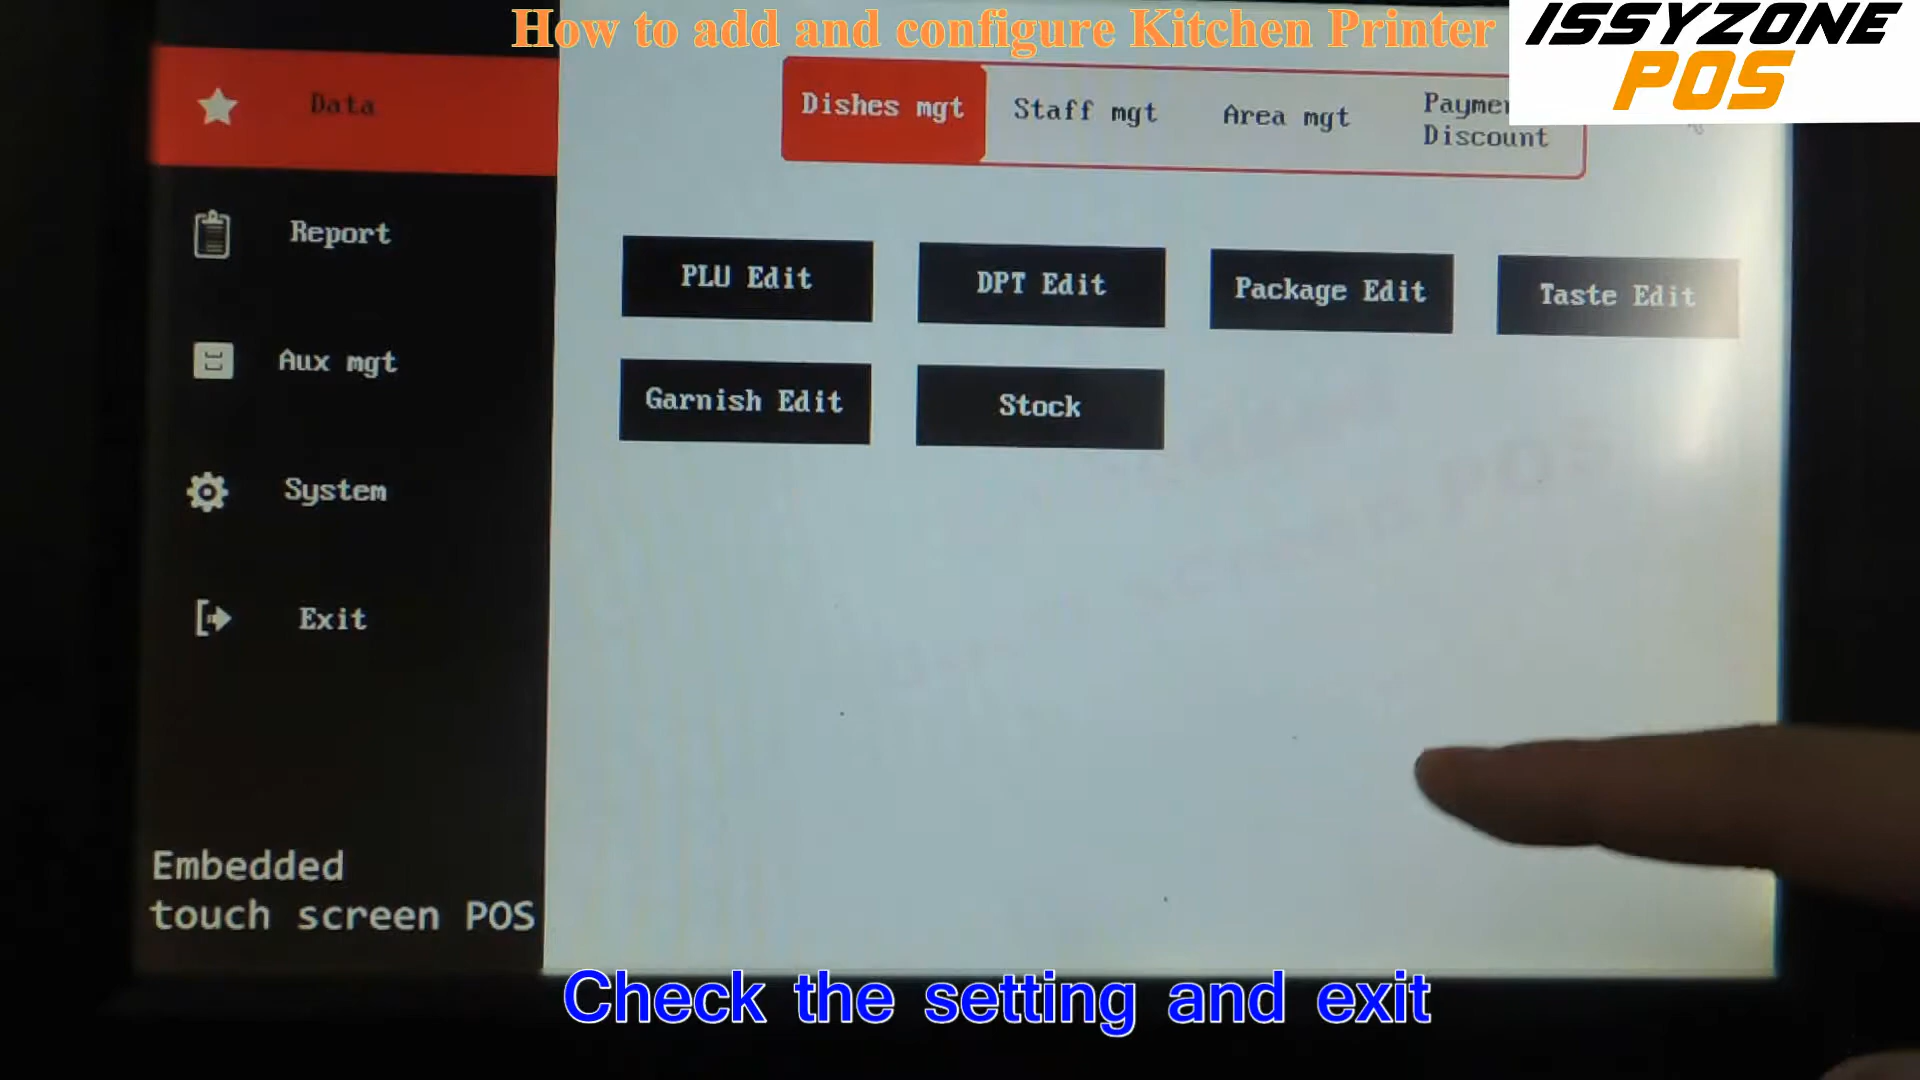 How to add and configure Kitchen Printer
ISSYZONE
POS
Data
Dishes mgt
Staff mgt
Area mgt
Discount
Report
PLU Edit
DPT Edit
Package Edit
Taste Edit
Aux mgt
Garnish Edit
Stock
System
Exit
Embedded
touch screen POS
Check the setting and exit